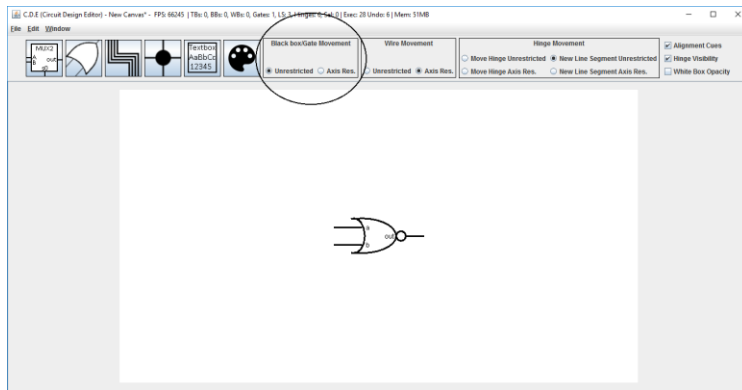 C.D.E (Circuit Design Editor) - New Canvas* - FPS: 66245 | TBs: 0, BBs: 0, WBs: 0, Gates: 1, LS: 3, Hinges: 0, Sel: 0 | Exec: 28 Undo: 6 | Mem: 51MB
File Edit Window
MUX2
A
B
out
s0
Textbox
AaBbCc
12345
Black box/Gate Movement
Unrestricted Axis Res.
Wire Movement
Unrestricted Axis Res.
Hinge Movement
Move Hinge Unrestricted New Line Segment Unrestricted
Move Hinge Axis Res. New Line Segment Axis Res.
Alignment Cues
Hinge Visibility
White Box Opacity
a
out
b